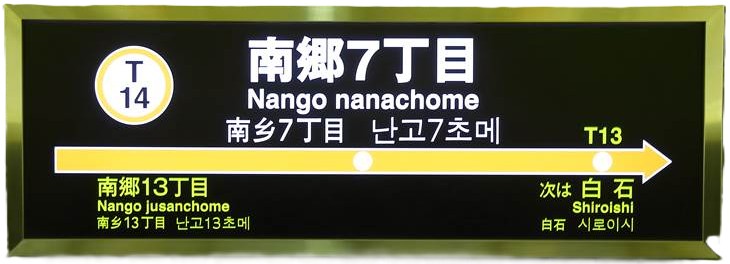 T
14
南郷7丁目
Nango nanachome
南乡7丁目 난고7초메
T13
南郷13丁目
Nango jusanchome
南乡13丁目 난고13초메
次は 白石
Shiroishi
白石 시로이시